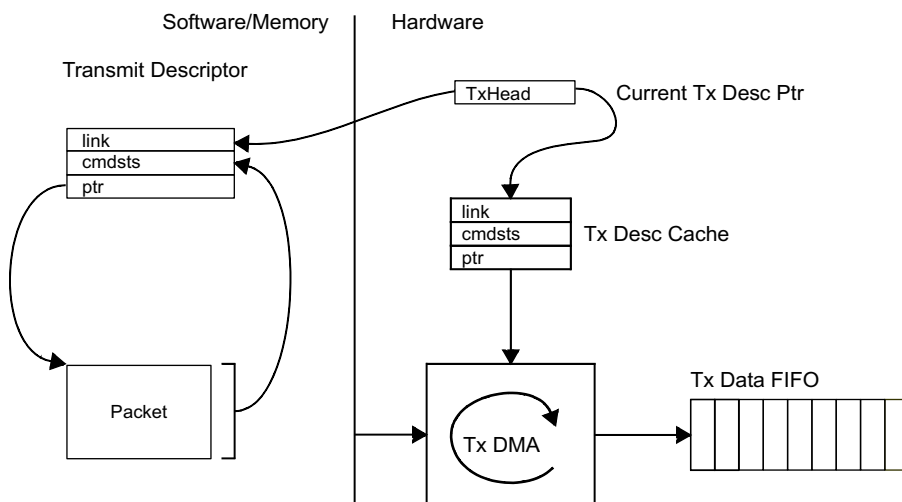 Software/Memory
Hardware
Transmit Descriptor
TxHead
Current Tx Desc Ptr
link
cmdsts
ptr
link
cmdsts
ptr
Tx Desc Cache
Packet
Tx DMA
Tx Data FIFO